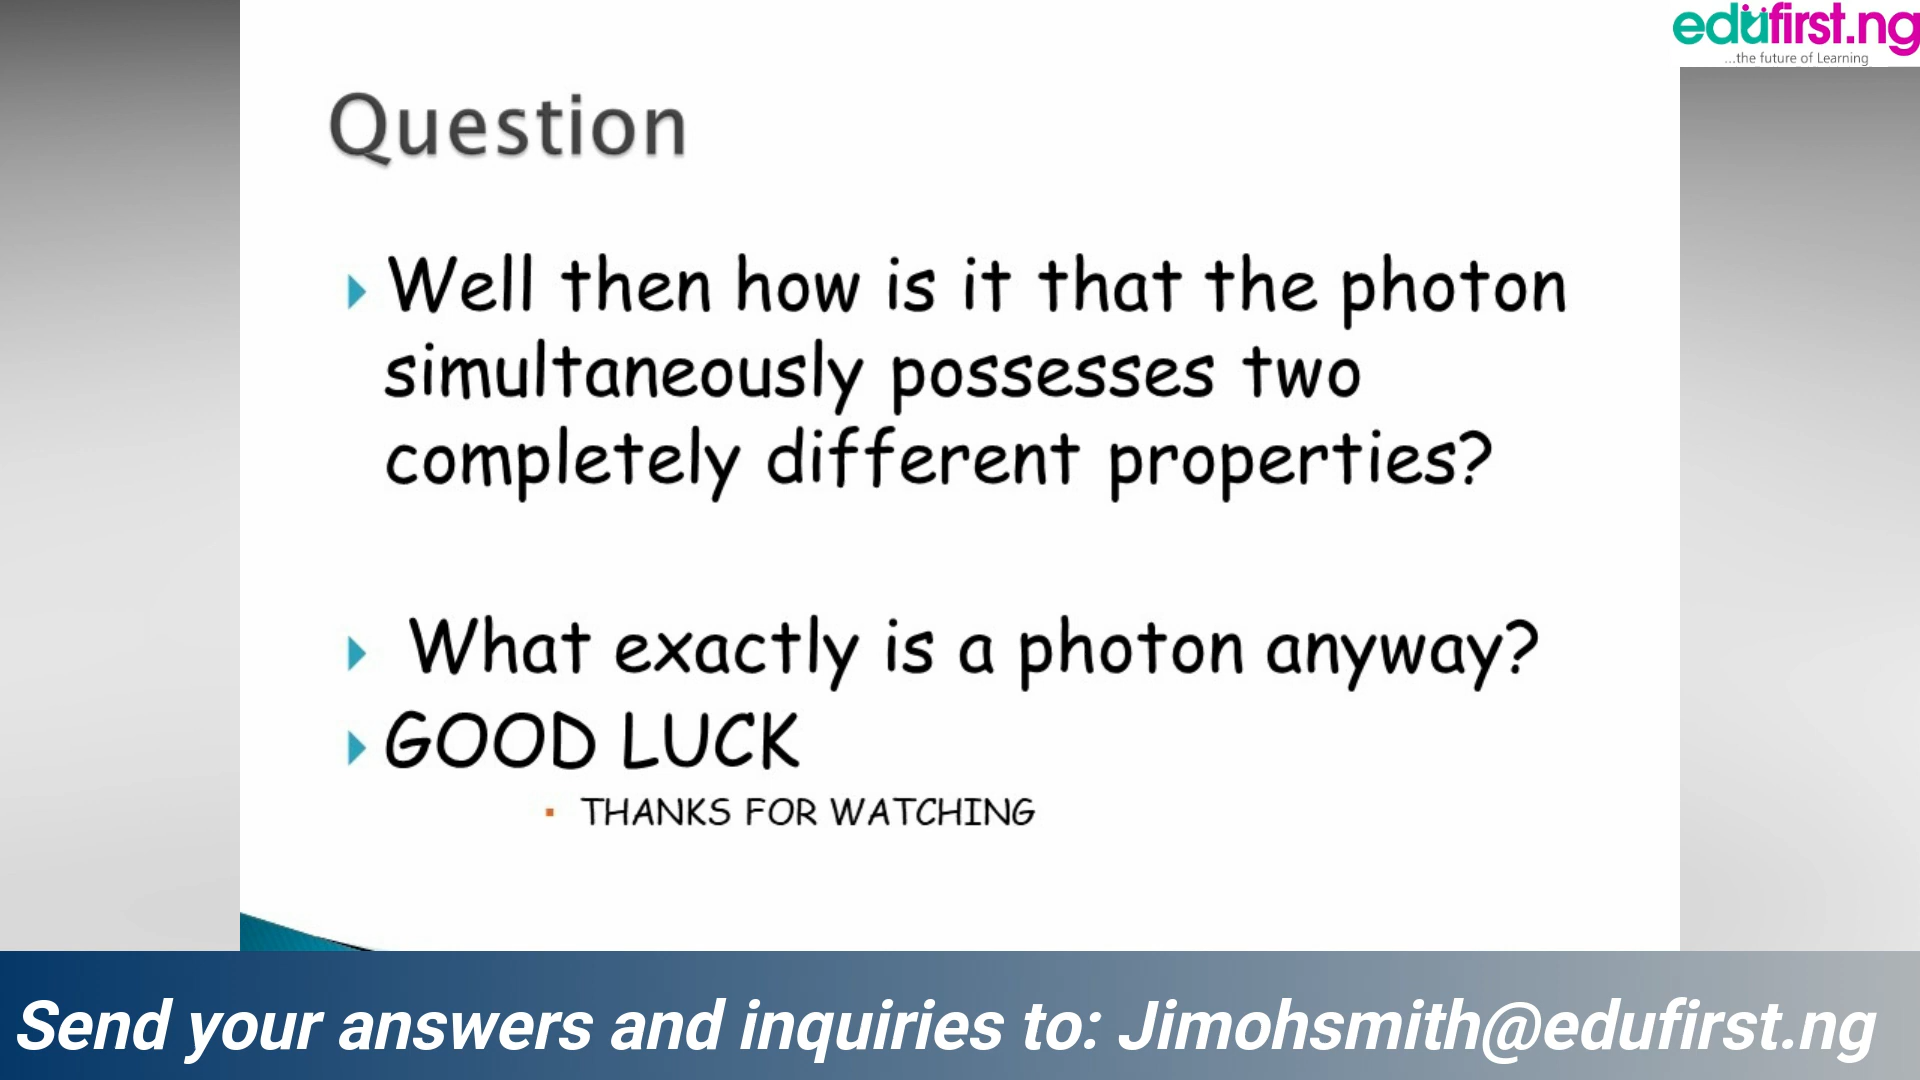 edufirst.ng
...the future of Learning
Question
Well then how is it that the photon
simultaneously possesses two
completely different properties?
What exactly is a photon anyway?
GOOD LUCK
THANKS FOR WATCHING
Send your answers and inquiries to: Jimohsmith@edufirst.ng